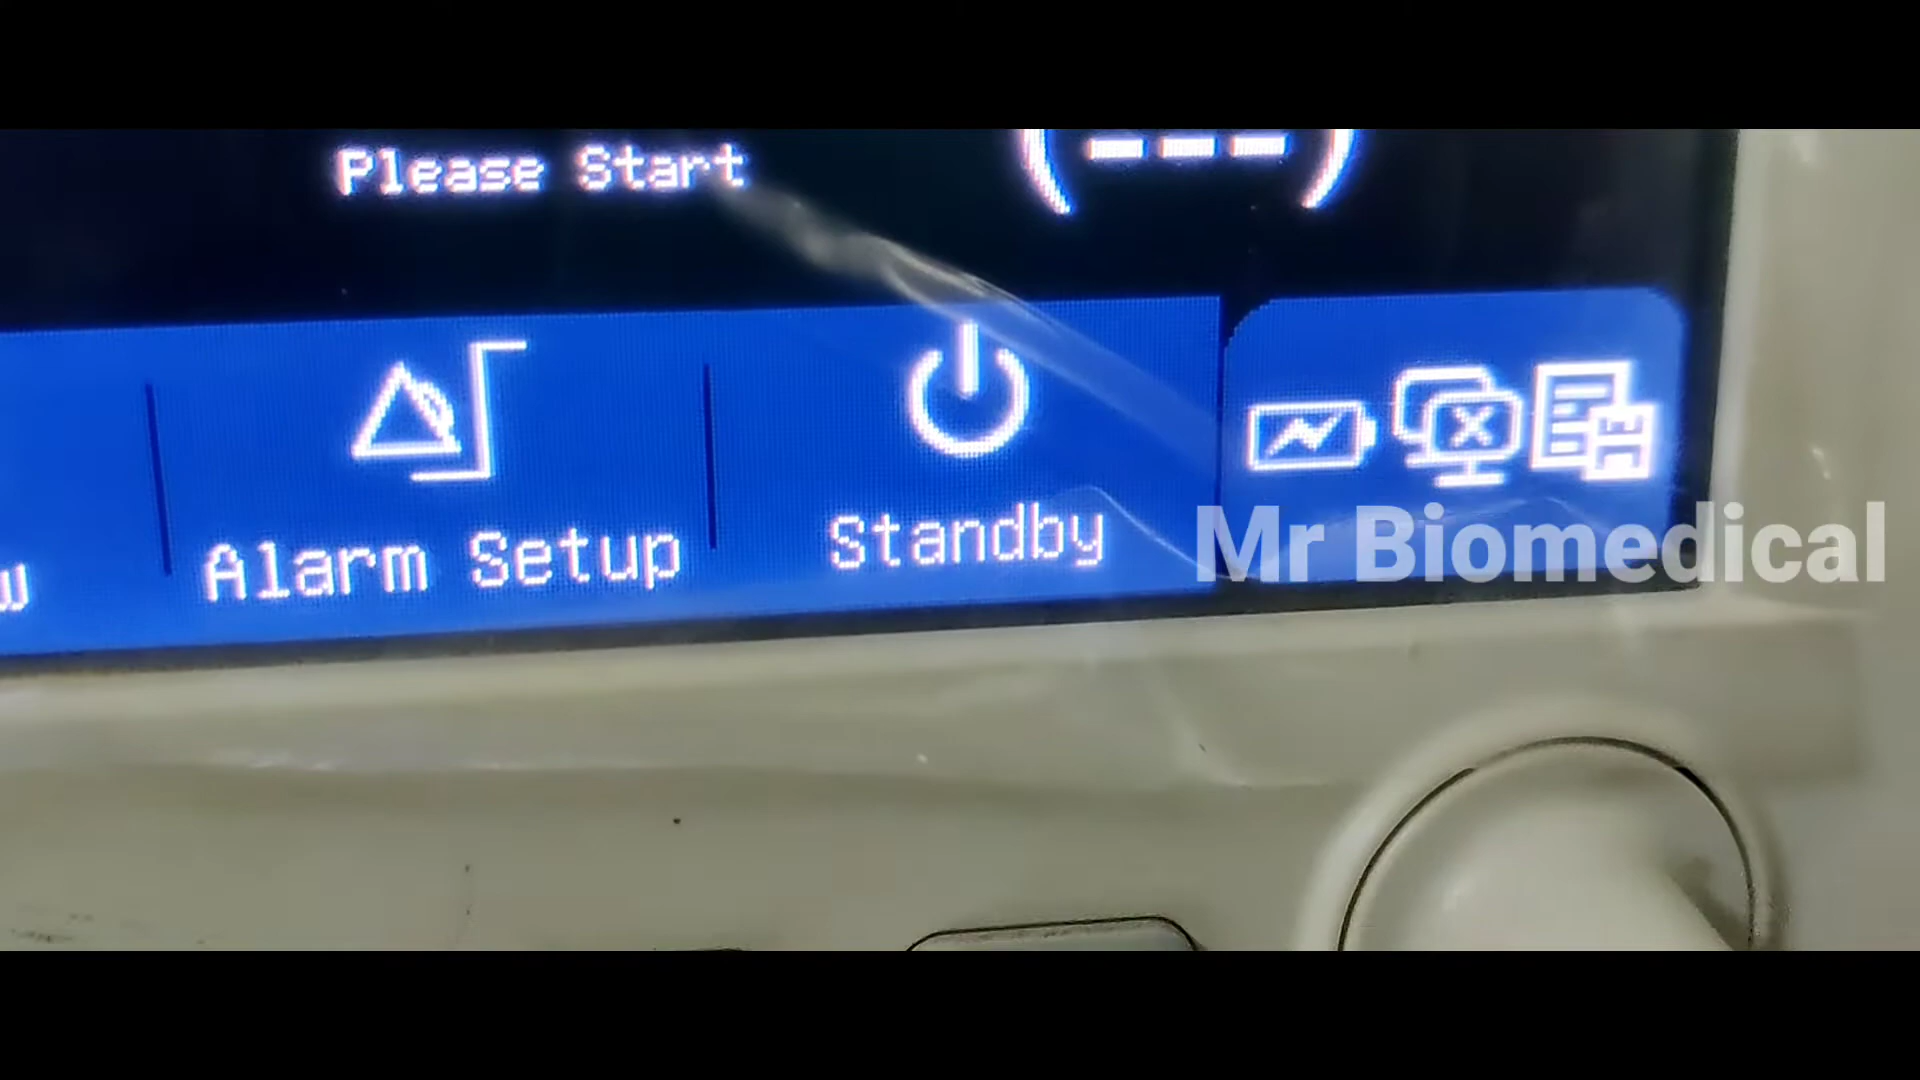 Please Start
(---)
w
Alarm Setup
Standby
Mr Biomedical